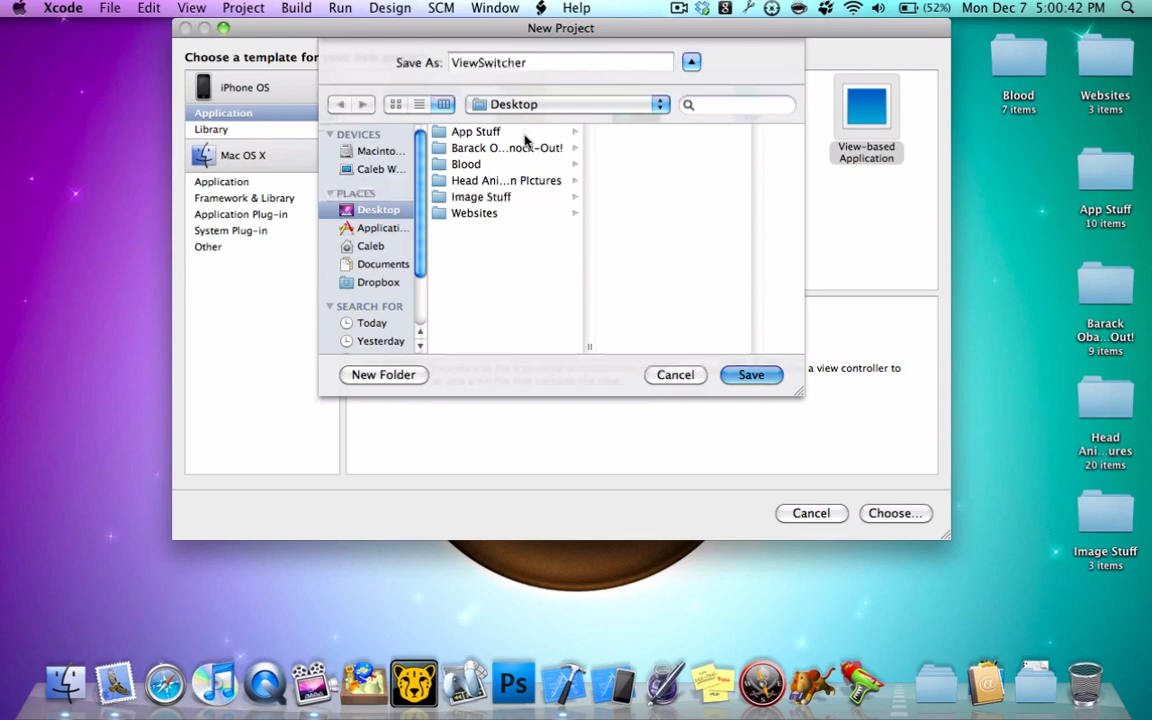 Xcode File Edit View Project Build Run Design SCM Window Help (52%) Mon Dec 7 5:00:42 PM
New Project
Choose a template for
Save As: ViewSwitcher
iPhone OS
Application
Library
Mac OS X
Application
Framework & Library
Application Plug-in
System Plug-in
Other
Desktop
DEVICES
Macinto...
Caleb W...
PLACES
Desktop
Applicati...
Caleb
Documents
Dropbox
SEARCH FOR
Today
Yesterday
App Stuff
Barack O...nock-Out!
Blood
Head Ani...n PIctures
Image Stuff
Websites
New Folder Cancel Save
View-based
Application
a view controller to
Cancel Choose...
Blood
7 items
Websites
3 items
App Stuff
10 items
Barack
Oba...Out!
9 items
Head
Ani...ures
20 items
Image Stuff
3 items
Ps